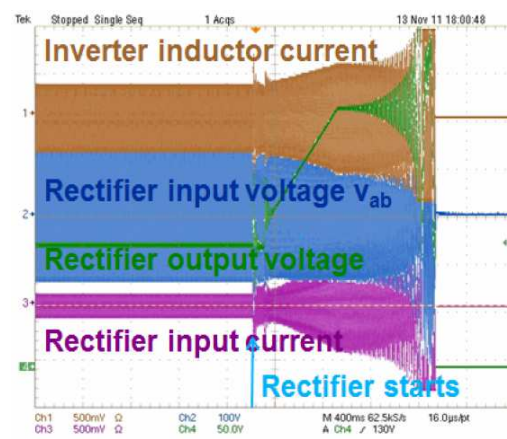 Tek Stopped Single Seq 1 Acqs 13 Nov 11 18:00:48
Inverter inductor current
1
Rectifier input voltage vab
2
Rectifier output voltage
3
Rectifier input current
Rectifier starts
Ch1 500mV Ω Ch2 100V M 400ms 62.5kS/s 16.0µs/pt
Ch3 500mV Ω Ch4 50.0V A Ch4 / 130V